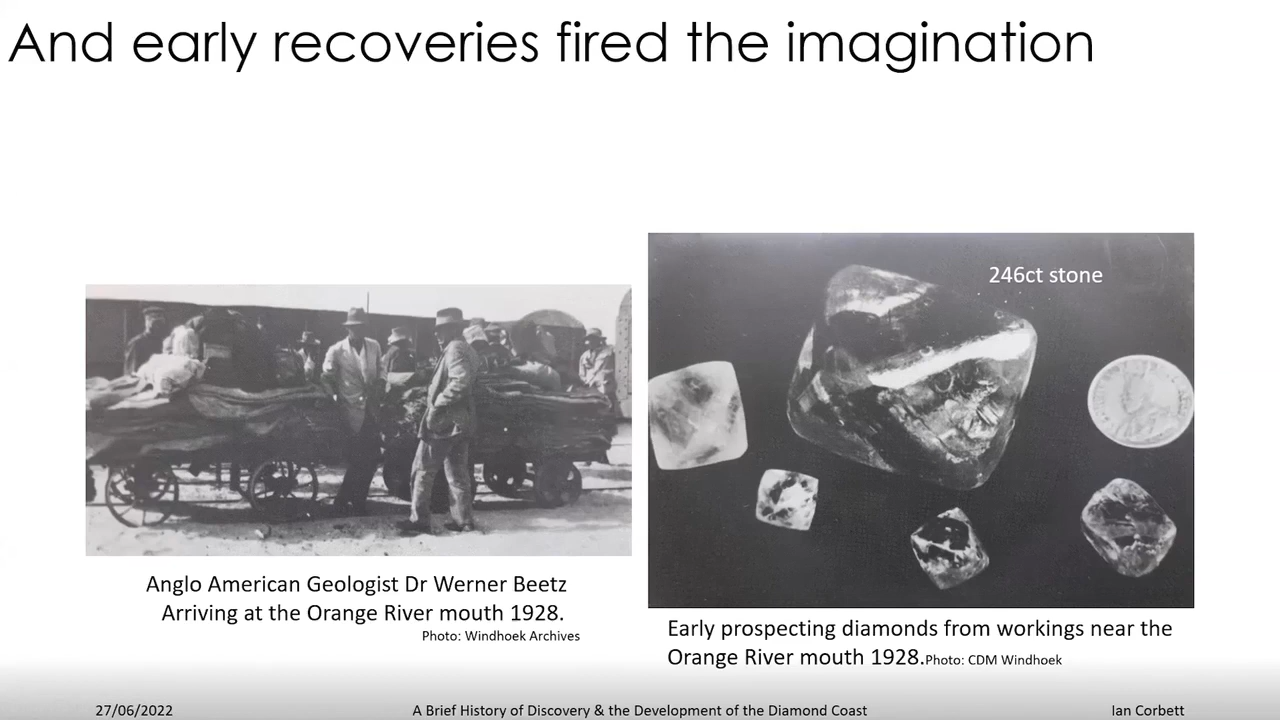 And early recoveries fired the imagination
246ct stone
Anglo American Geologist Dr Werner Beetz
Arriving at the Orange River mouth 1928.
Photo: Windhoek Archives
Early prospecting diamonds from workings near the
Orange River mouth 1928.Photo: CDM Windhoek
27/06/2022
A Brief History of Discovery & the Development of the Diamond Coast
Ian Corbett